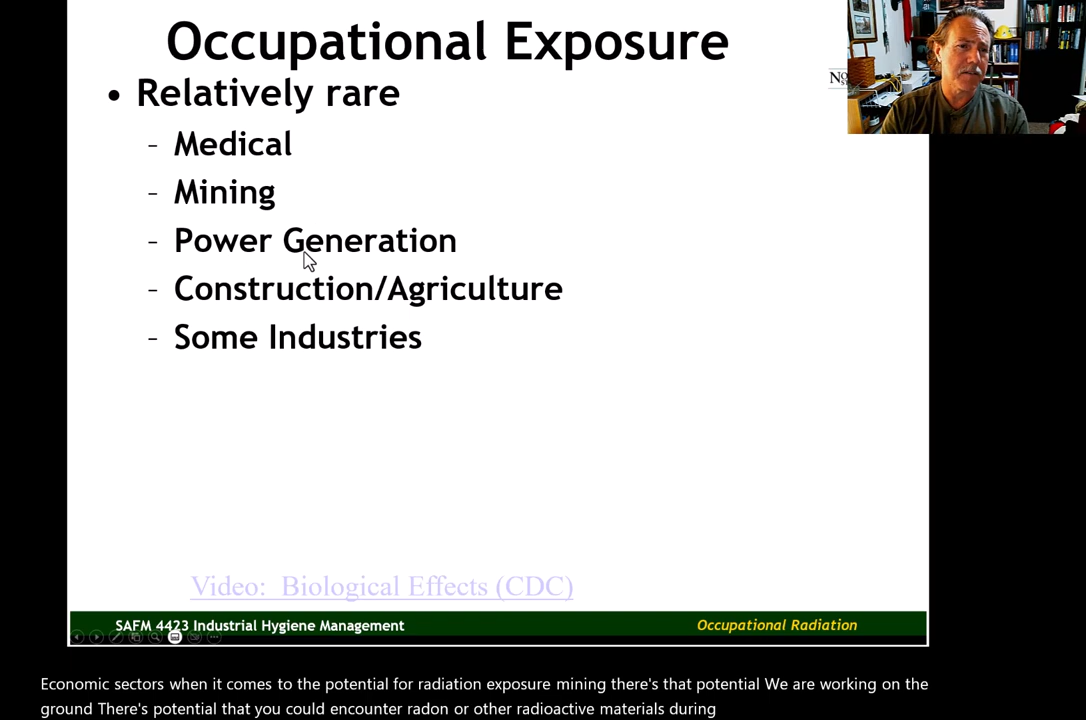 Occupational Exposure
• Relatively rare
– Medical
– Mining
– Power Generation
– Construction/Agriculture
– Some Industries
Video: Biological Effects (CDC)
SAFM 4423 Industrial Hygiene Management
Occupational Radiation
Economic sectors when it comes to the potential for radiation exposure mining there's that potential We are working on the
ground There's potential that you could encounter radon or other radioactive materials during